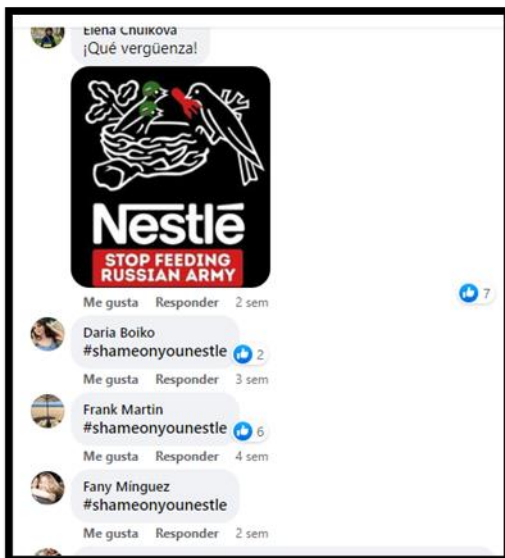 Elena Chulkova
¡Qué vergüenza!
Nestlé
STOP FEEDING
RUSSIAN ARMY
Me gusta Responder 2 sem
7
Daria Boiko
#shameonyounestle 2
Me gusta Responder 3 sem
Frank Martin
#shameonyounestle 6
Me gusta Responder 4 sem
Fany Mínguez
#shameonyounestle
Me gusta Responder 2 sem